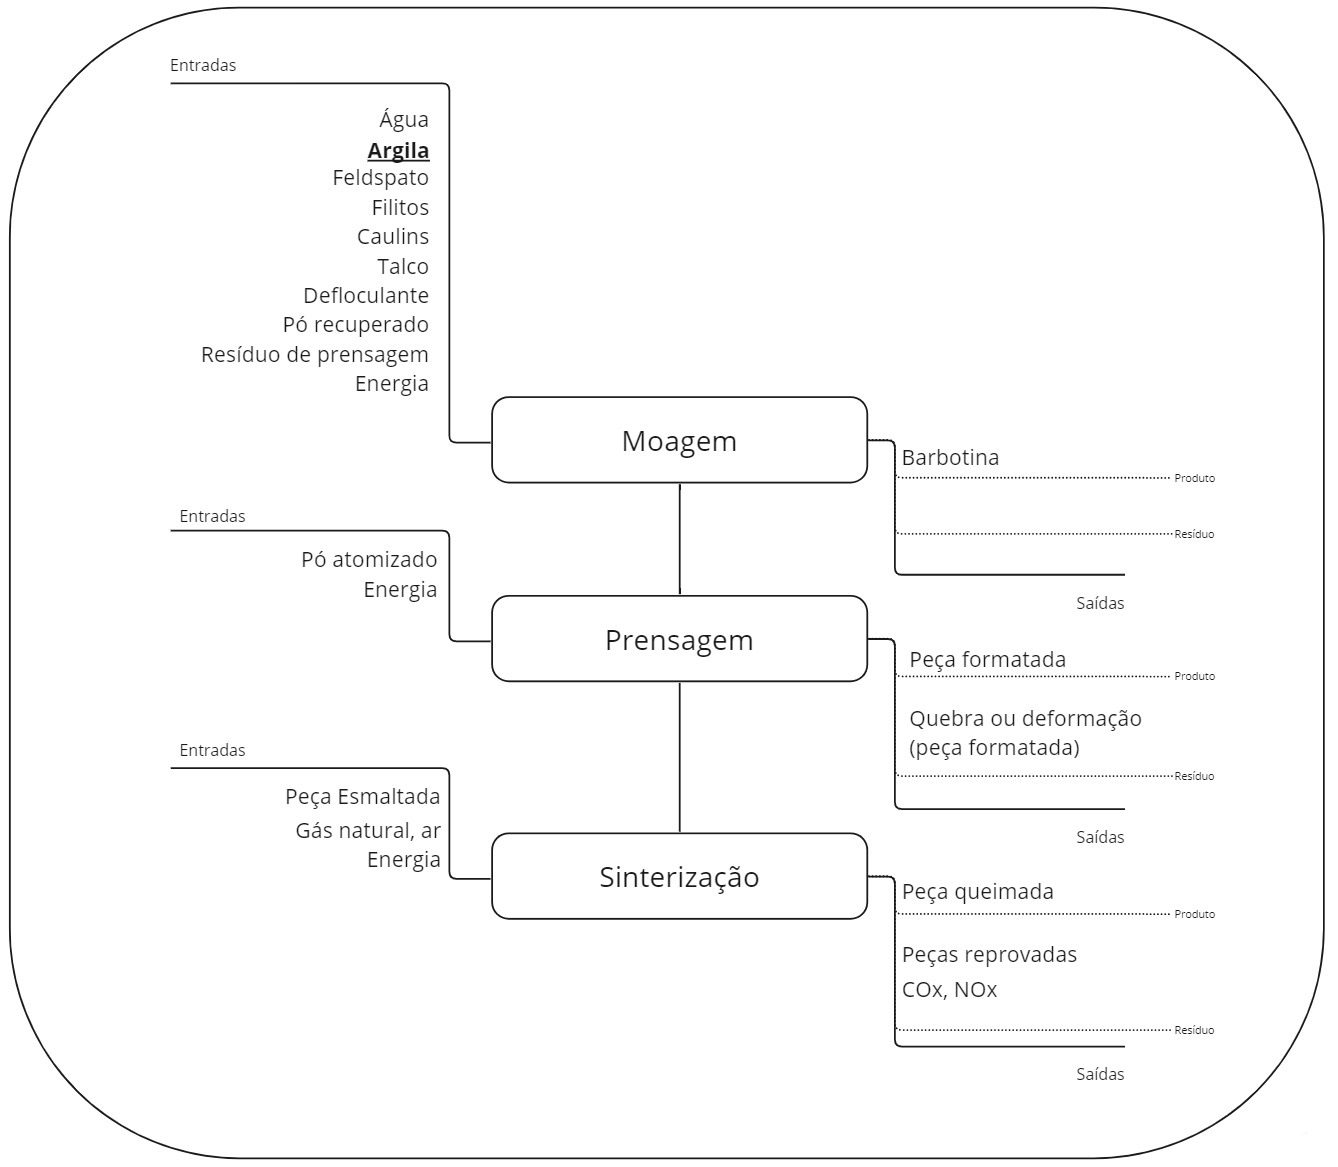 Entradas
Água
Argila
Feldspato
Filitos
Caulins
Talco
Defloculante
Pó recuperado
Resíduo de prensagem
Energia
Moagem
Barbotina
Produto
Resíduo
Saídas
Entradas
Pó atomizado
Energia
Prensagem
Peça formatada
Produto
Quebra ou deformação
(peça formatada)
Resíduo
Saídas
Entradas
Peça Esmaltada
Gás natural, ar
Energia
Sinterização
Peça queimada
Produto
Peças reprovadas
COx, NOx
Resíduo
Saídas